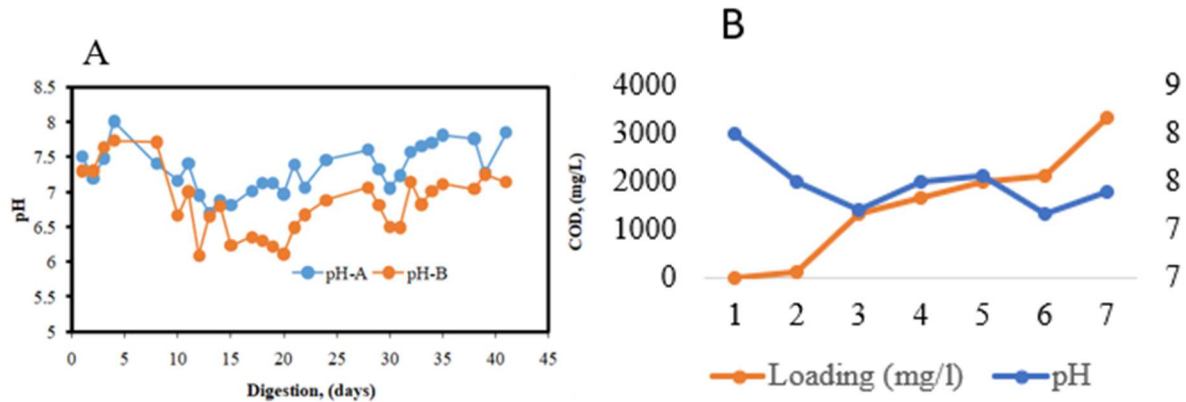 A
8.5
8
7.5
7
6.5
6
5.5
5
pH
pH-A pH-B
0 5 10 15 20 25 30 35 40 45
Digestion, (days)
B
4000
3000
2000
1000
0
COD, (mg/L)
9
8
8
7
7
1 2 3 4 5 6 7
Loading (mg/l) pH